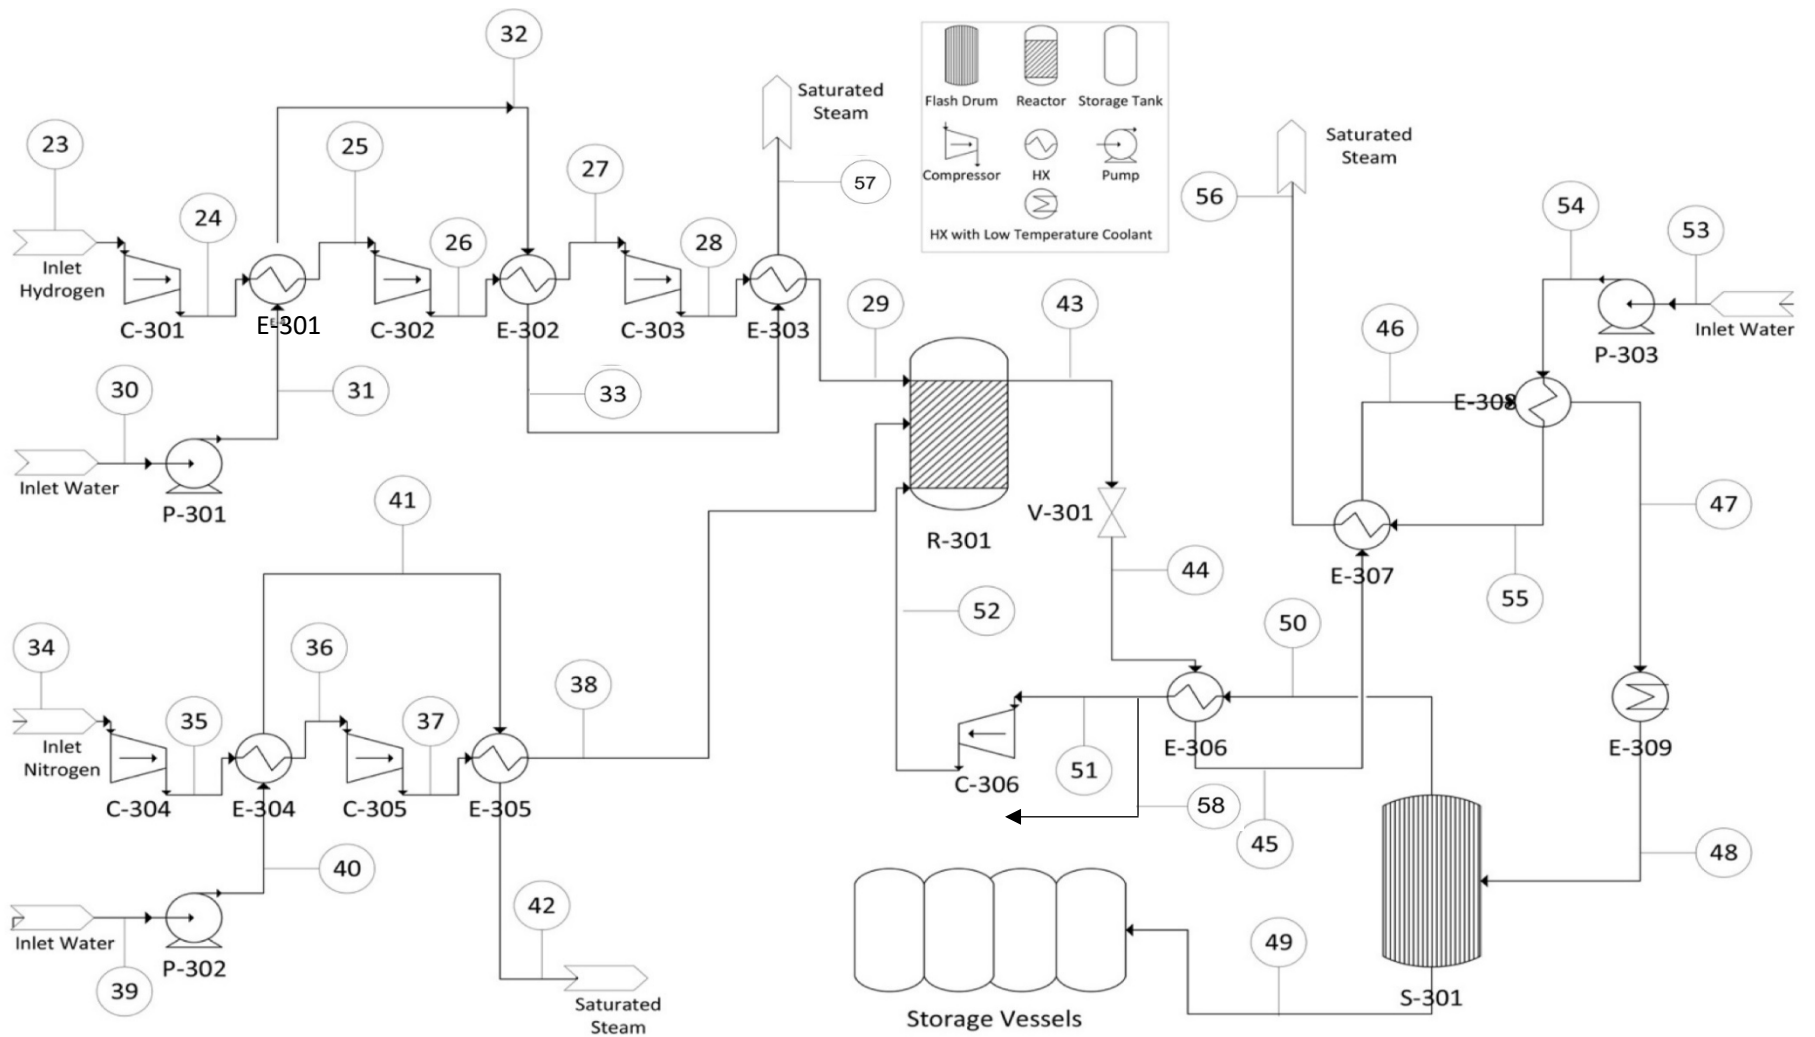 32
Saturated
Steam
57
Flash Drum
Reactor
Storage Tank
Compressor
HX
Pump
HX with Low Temperature Coolant
Saturated
Steam
56
54
53
Inlet Water
P-303
23
24
25
26
27
28
Inlet
Hydrogen
C-301
E-301
C-302
E-302
C-303
E-303
29
43
46
E-308
30
31
33
Inlet Water
P-301
R-301
V-301
44
E-307
55
47
41
52
50
34
35
36
37
38
Inlet
Nitrogen
C-304
E-304
C-305
E-305
E-306
C-306
51
58
45
E-309
48
40
39
Inlet Water
P-302
42
Saturated
Steam
49
S-301
Storage Vessels